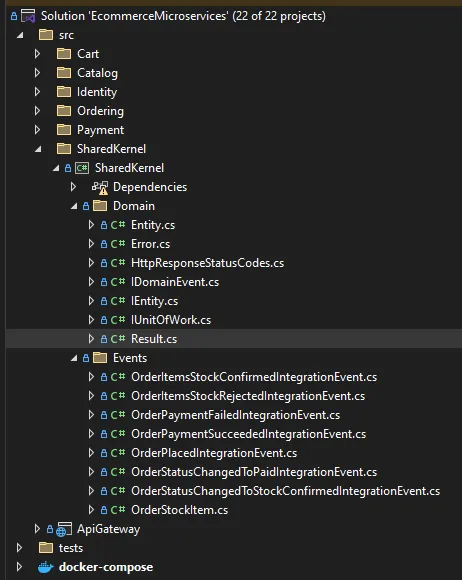 Solution 'EcommerceMicroservices' (22 of 22 projects)
src
Cart
Catalog
Identity
Ordering
Payment
SharedKernel
C# SharedKernel
Dependencies
Domain
C# Entity.cs
C# Error.cs
C# HttpResponseStatusCodes.cs
C# IDomainEvent.cs
C# IEntity.cs
C# IUnitOfWork.cs
C# Result.cs
Events
C# OrderItemsStockConfirmedIntegrationEvent.cs
C# OrderItemsStockRejectedIntegrationEvent.cs
C# OrderPaymentFailedIntegrationEvent.cs
C# OrderPaymentSucceededIntegrationEvent.cs
C# OrderPlacedIntegrationEvent.cs
C# OrderStatusChangedToPaidIntegrationEvent.cs
C# OrderStatusChangedToStockConfirmedIntegrationEvent.cs
C# OrderStockItem.cs
ApiGateway
tests
docker-compose